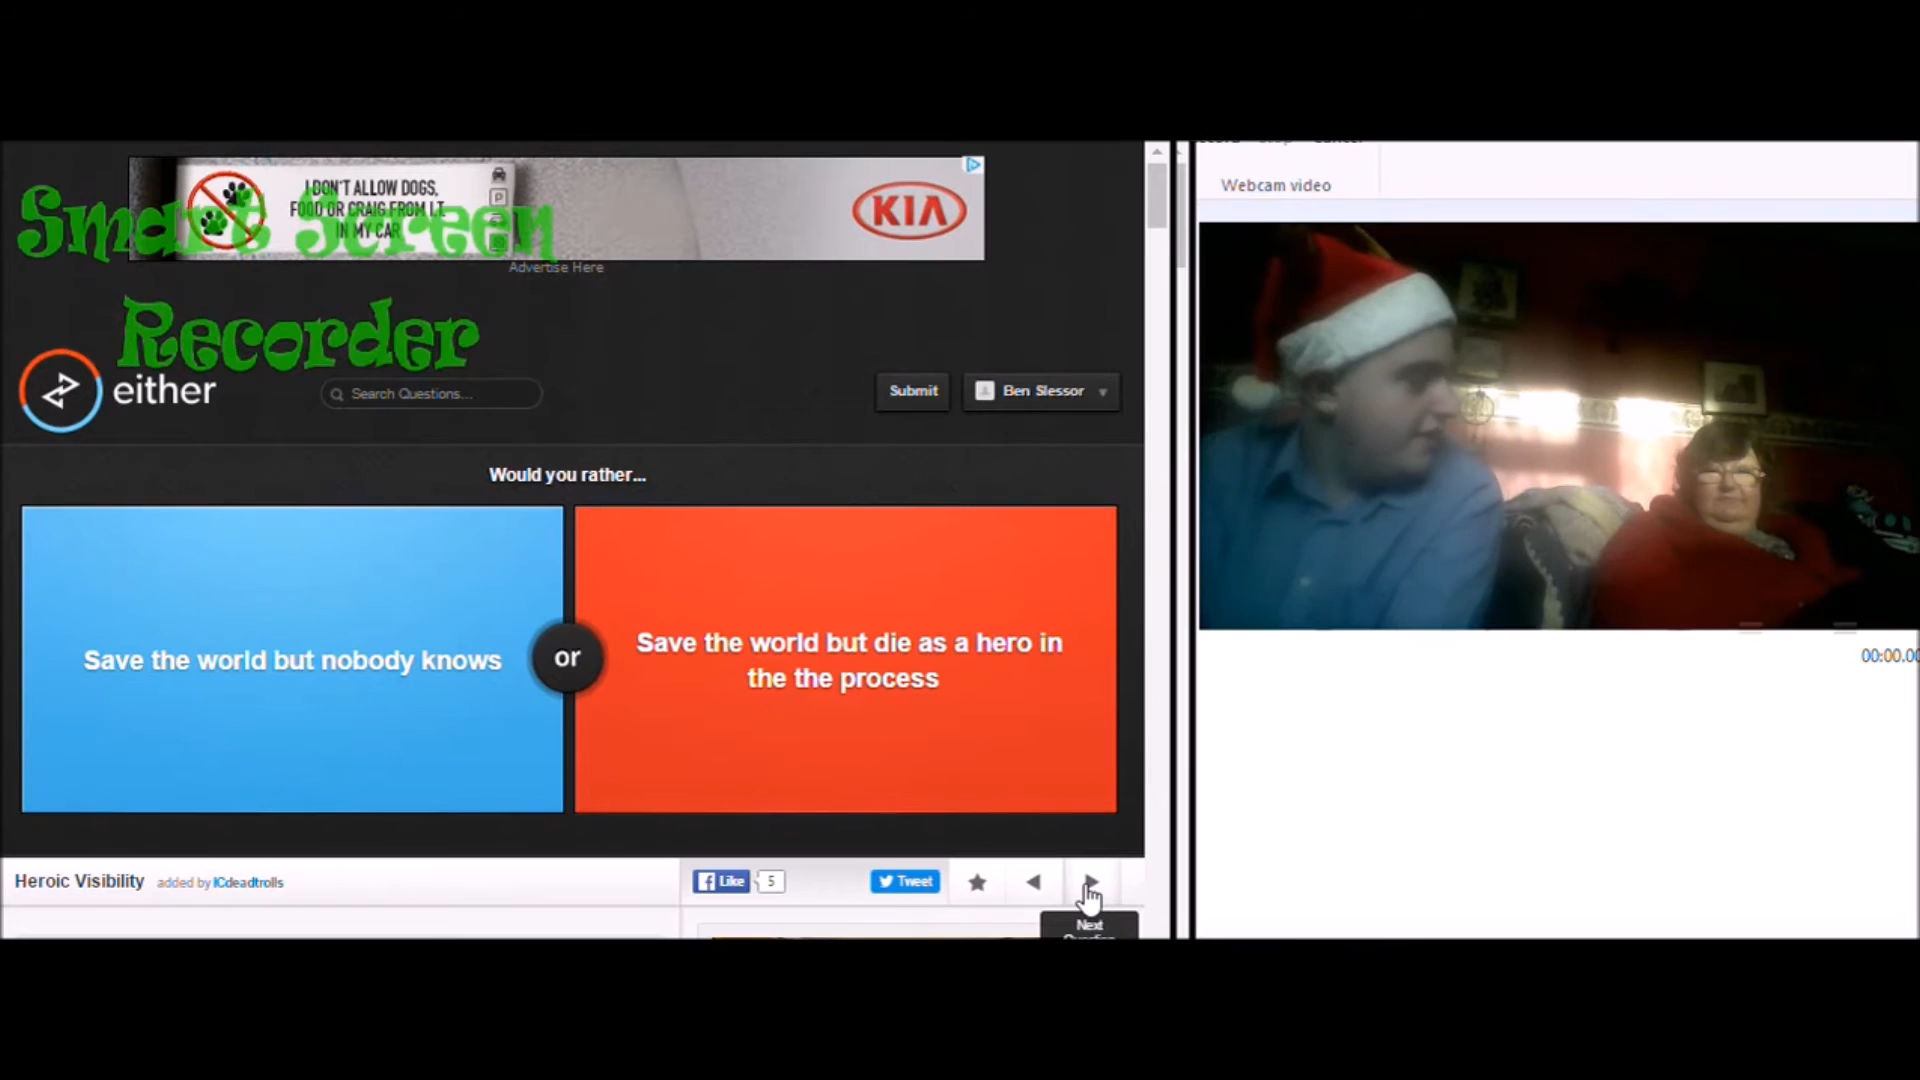 I DON'T ALLOW DOGS,
FOOD OR CRAIG FROM I.T.
IN MY CAR
P
KIA
Smart Screen
Recorder
Advertise Here
either
Search Questions...
Submit
Ben Slessor
Would you rather...
Save the world but nobody knows
or
Save the world but die as a hero in
the the process
Heroic Visibility added by ICdeadtrolls
Like 5
Tweet
Next
Webcam video
00:00.00